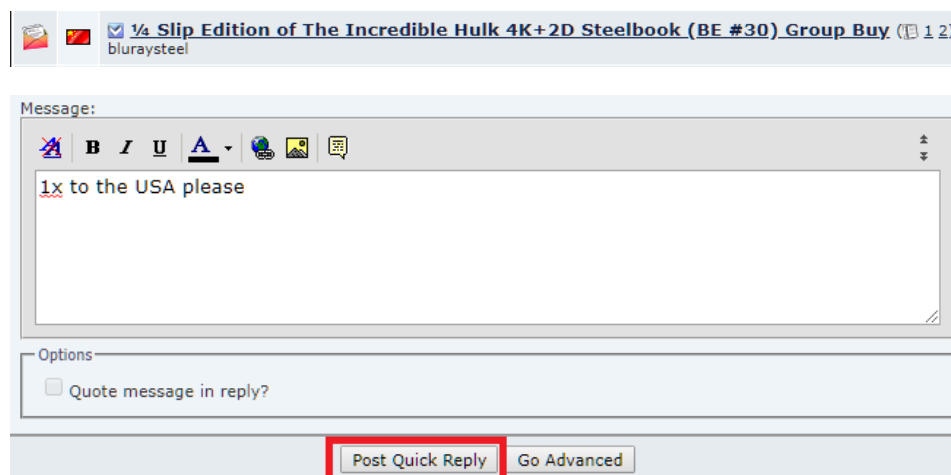 ¼ Slip Edition of The Incredible Hulk 4K+2D Steelbook (BE #30) Group Buy ( 1 2)
bluraysteel
Message:
A B I U A
1x to the USA please
Options
Quote message in reply?
Post Quick Reply Go Advanced